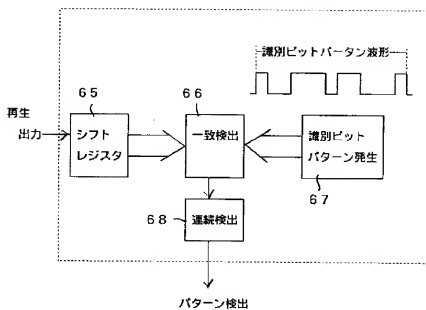 識別ビットパータン波形
65
66
再生
出力
シフト
レジスタ
一致検出
識別ビット
パターン発生
67
68
連続検出
パターン検出